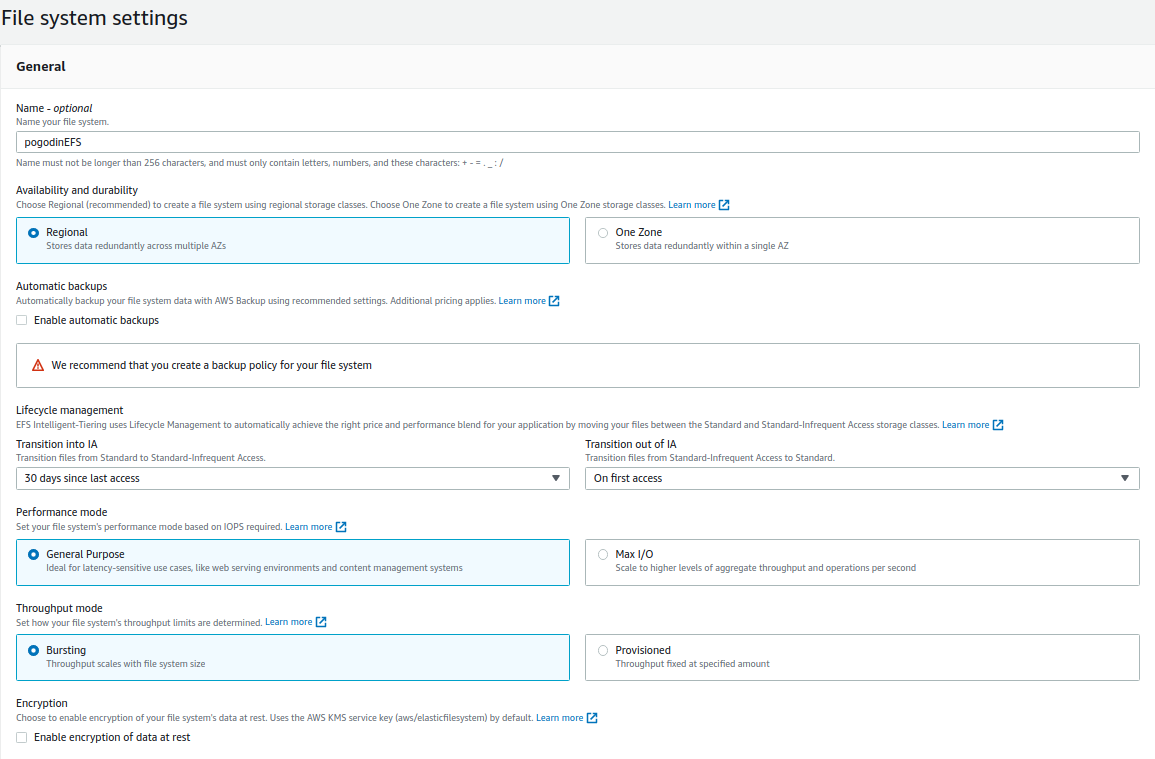 File system settings
General
Name - optional
Name your file system.
pogodinEFS
Name must not be longer than 256 characters, and must only contain letters, numbers, and these characters: + - = . _ : /
Availability and durability
Choose Regional (recommended) to create a file system using regional storage classes. Choose One Zone to create a file system using One Zone storage classes. Learn more
Regional
Stores data redundantly across multiple AZs
One Zone
Stores data redundantly within a single AZ
Automatic backups
Automatically backup your file system data with AWS Backup using recommended settings. Additional pricing applies. Learn more
Enable automatic backups
We recommend that you create a backup policy for your file system
Lifecycle management
EFS Intelligent-Tiering uses Lifecycle Management to automatically achieve the right price and performance blend for your application by moving your files between the Standard and Standard-Infrequent Access storage classes. Learn more
Transition into IA
Transition files from Standard to Standard-Infrequent Access.
30 days since last access
Transition out of IA
Transition files from Standard-Infrequent Access to Standard.
On first access
Performance mode
Set your file system's performance mode based on IOPS required. Learn more
General Purpose
Ideal for latency-sensitive use cases, like web serving environments and content management systems
Max I/O
Scale to higher levels of aggregate throughput and operations per second
Throughput mode
Set how your file system's throughput limits are determined. Learn more
Bursting
Throughput scales with file system size
Provisioned
Throughput fixed at specified amount
Encryption
Choose to enable encryption of your file system's data at rest. Uses the AWS KMS service key (aws/elasticfilesystem) by default. Learn more
Enable encryption of data at rest